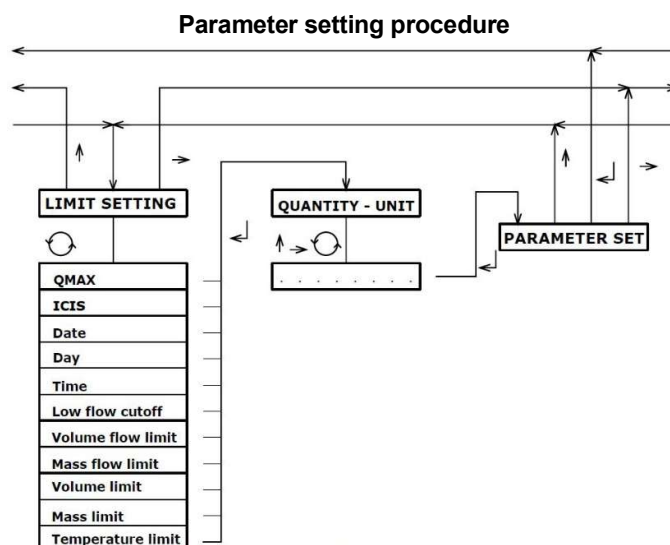 Parameter setting procedure
LIMIT SETTING
QUANTITY - UNIT
PARAMETER SET
. . . . . . . .
QMAX
ICIS
Date
Day
Time
Low flow cutoff
Volume flow limit
Mass flow limit
Volume limit
Mass limit
Temperature limit